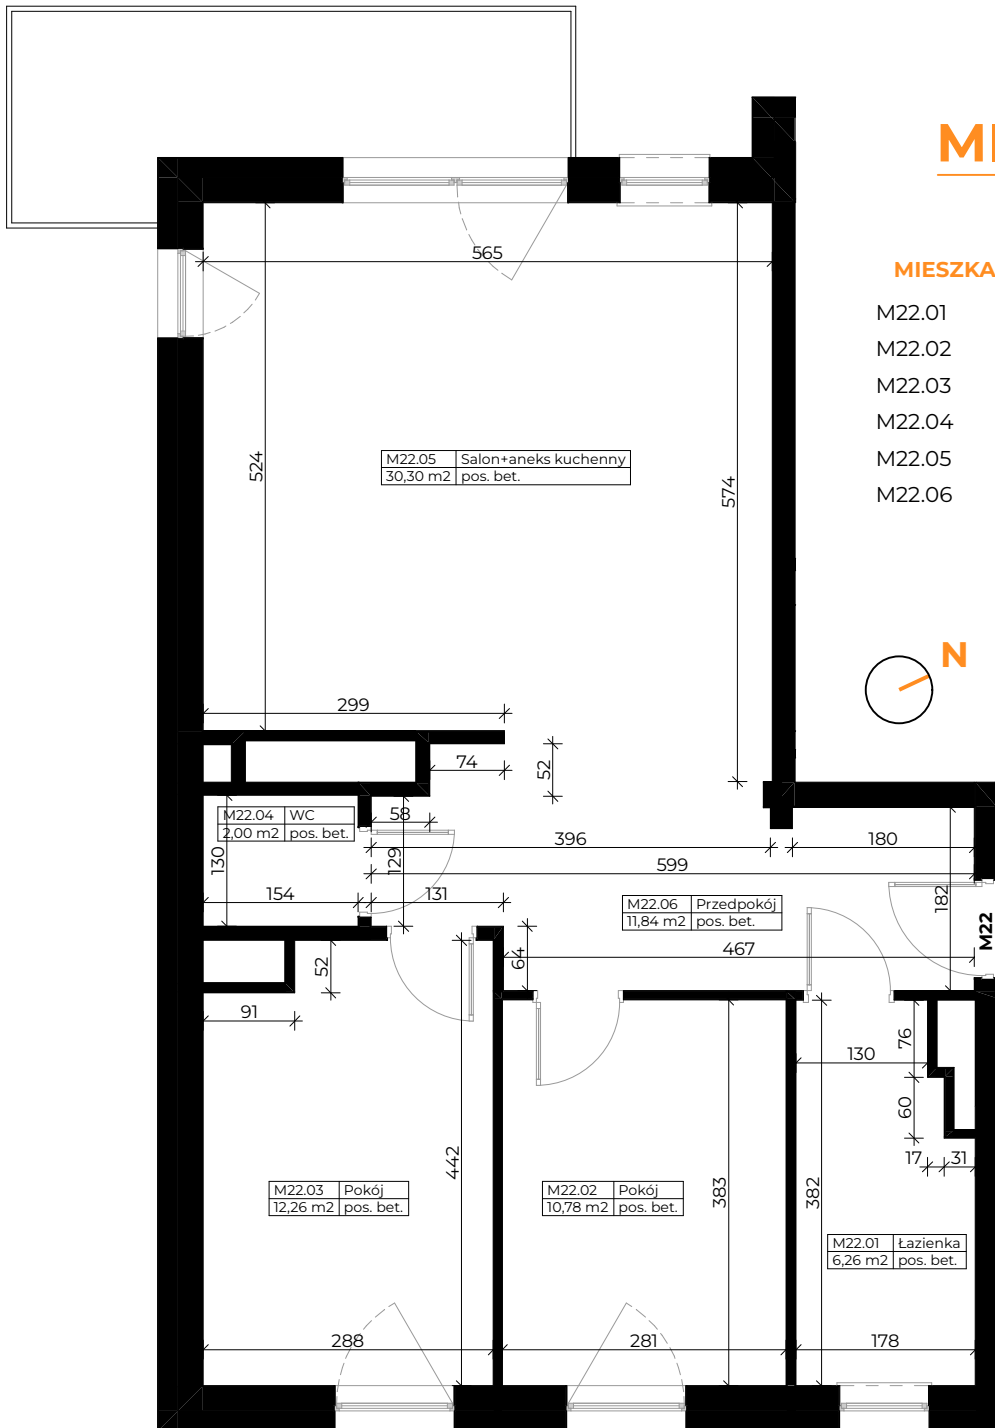 MI
MIESZKA
M22.01
M22.02
M22.03
M22.04
M22.05
M22.06
N
565
524
574
M22.05 Salon+aneks kuchenny
30,30 m2 pos. bet.
299
74
52
58
M22.04 WC
2,00 m2 pos. bet.
130
129
154
131
396
180
599
182
M22.06 Przedpokój
11,84 m2 pos. bet.
M22
467
64
52
91
76
130
60
17
31
442
383
382
M22.03 Pokój
12,26 m2 pos. bet.
M22.02 Pokój
10,78 m2 pos. bet.
M22.01 Łazienka
6,26 m2 pos. bet.
288
281
178